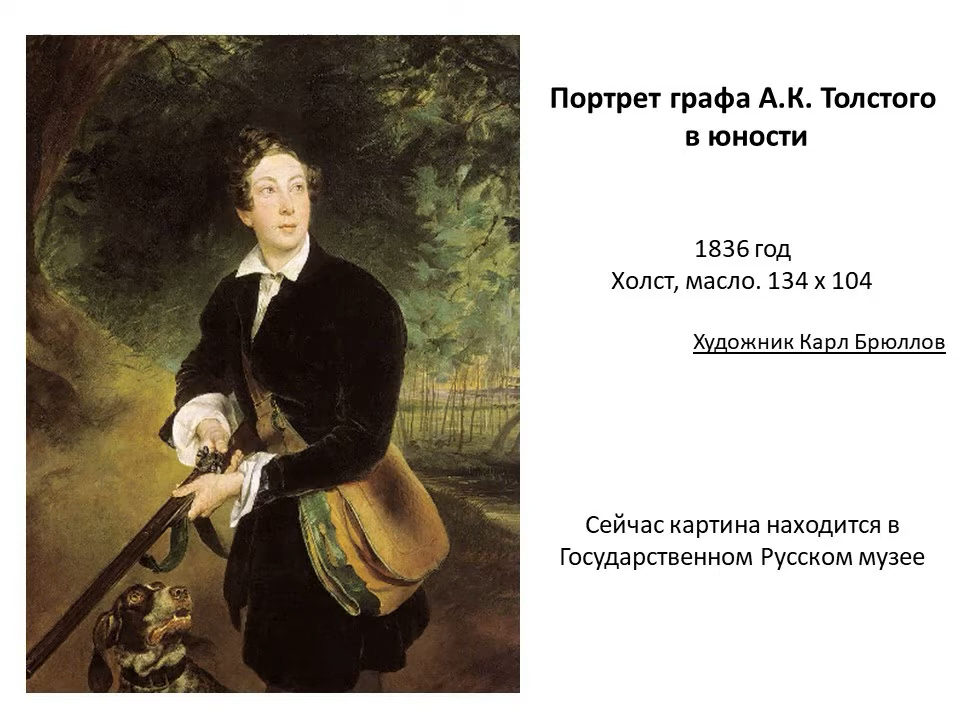 Портрет графа А.К. Толстого
в юности
1836 год
Холст, масло. 134 x 104
Художник Карл Брюллов
Сейчас картина находится в
Государственном Русском музее